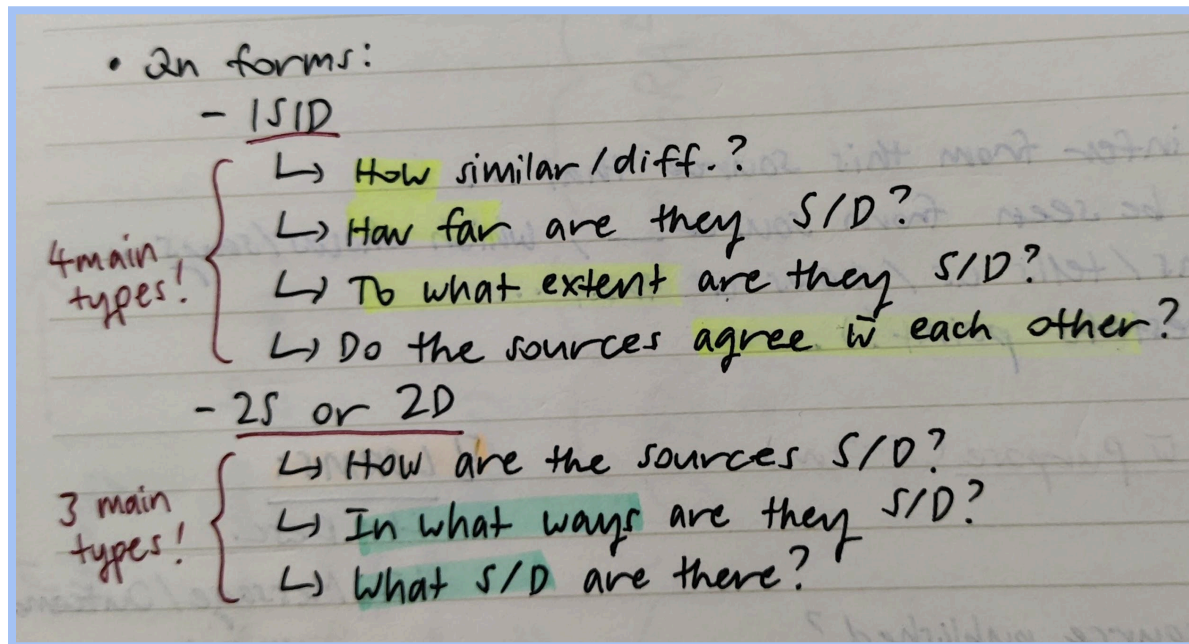 • Qn forms:
- 1S1D
↳ How similar/diff.?
↳ How far are they S/D?
4 main types!
↳ To what extent are they S/D?
↳ Do the sources agree w̄ each other?
- 2S or 2D
↳ How are the sources S/D?
3 main types!
↳ In what ways are they S/D?
↳ What S/D are there?